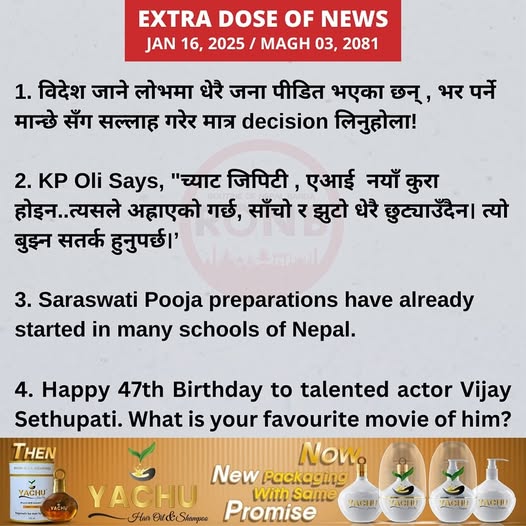 EXTRA DOSE OF NEWS
JAN 16, 2025 / MAGH 03, 2081
1. विदेश जाने लोभमा धेरै जना पीडित भएका छन् , भर पर्ने
मान्छे सँग सल्लाह गरेर मात्र decision लिनुहोला!
2. KP Oli Says, "च्याट जिपिटी , एआई नयाँ कुरा
होइन..त्यसले अह्राएको गर्छ, साँचो र झुटो धेरै छुट्याउँदैन। त्यो
बुझ्न सतर्क हुनुपर्छ।’
RONB
3. Saraswati Pooja preparations have already
started in many schools of Nepal.
4. Happy 47th Birthday to talented actor Vijay
Sethupati. What is your favourite movie of him?
THEN
YACHU
YACHU
YACHU
Hair Oil & Shampoo
Now
New Packaging
With Same
Promise
YACHU
YACHU
YACHU
YACHU